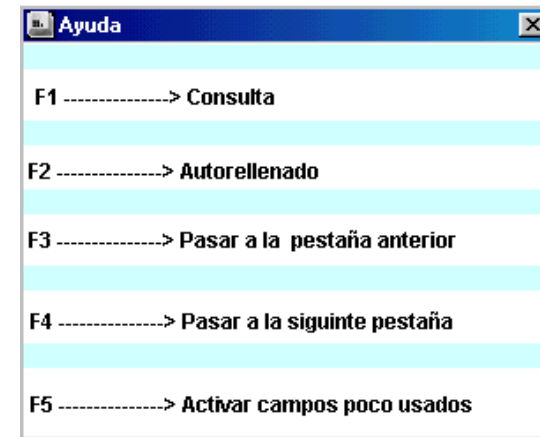 Ayuda
F1 ---------------> Consulta
F2 ---------------> Autorellenado
F3 ---------------> Pasar a la  pestaña anterior
F4 ---------------> Pasar a la siguinte pestaña
F5 ---------------> Activar campos poco usados